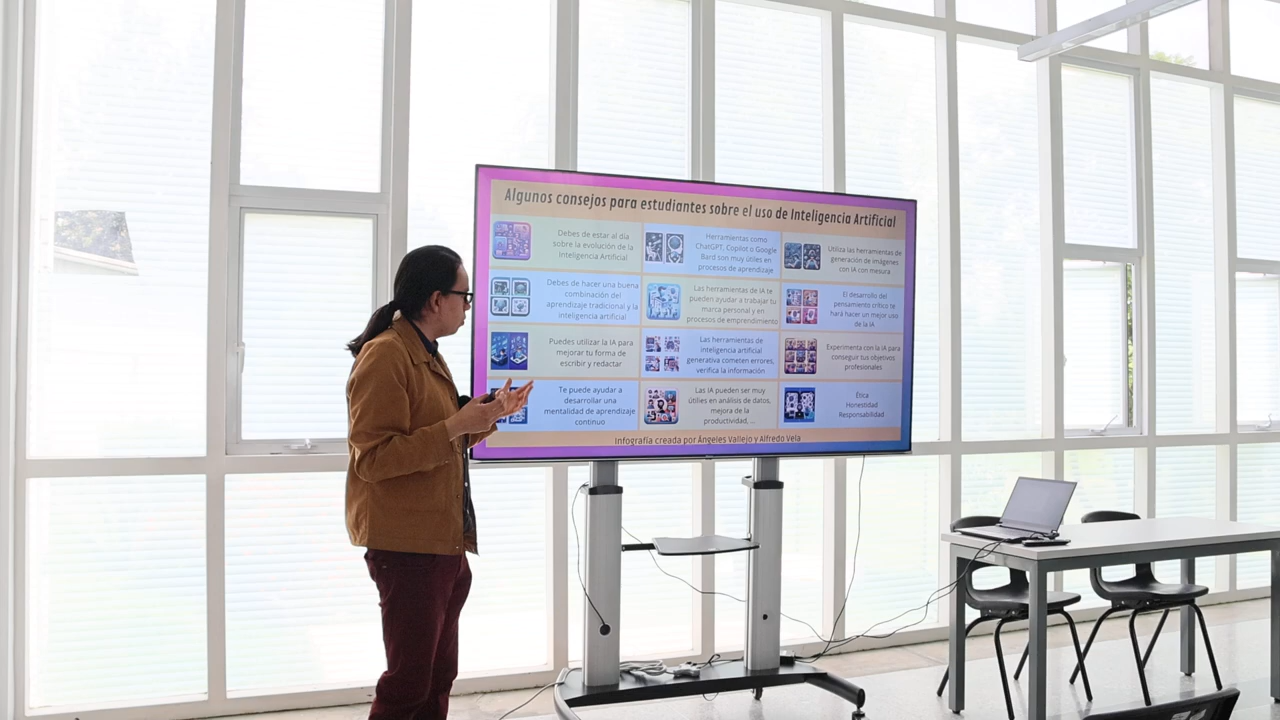 Algunos consejos para estudiantes sobre el uso de Inteligencia Artificial
Debes de estar al día
sobre la evolución de la
Inteligencia Artificial
Herramientas como
ChatGPT, Copilot o Google
Bard son muy útiles en
procesos de aprendizaje
Utiliza las herramientas de
generación de imágenes
con IA con mesura
Debes de hacer una buena
combinación del
aprendizaje tradicional y la
inteligencia artificial
Las herramientas de IA te
pueden ayudar a trabajar tu
marca personal y en
procesos de emprendimiento
El desarrollo del
pensamiento crítico te
hará hacer un mejor uso
de la IA
Puedes utilizar la IA para
mejorar tu forma de
escribir y redactar
Las herramientas de
inteligencia artificial
generativa cometen errores,
verifica la información
Experimenta con la IA para
conseguir tus objetivos
profesionales
Te puede ayudar a
desarrollar una
mentalidad de aprendizaje
continuo
Las IA pueden ser muy
útiles en análisis de datos,
mejora de la
productividad, ...
Ética
Honestidad
Responsabilidad
Infografía creada por Ángeles Vallejo y Alfredo Vela